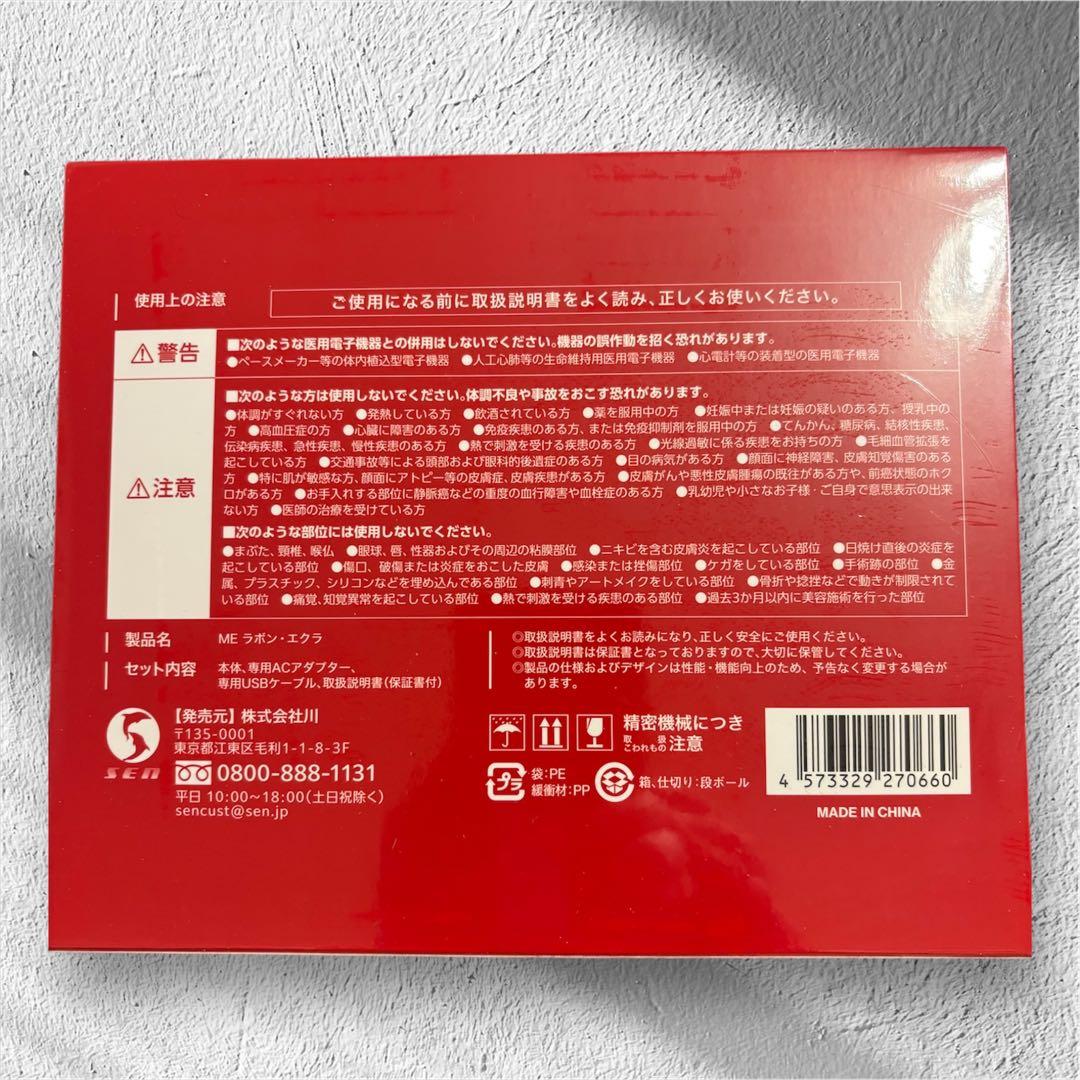 使用上の注意
ご使用になる前に取扱説明書をよく読み、正しくお使いください。
警告
■次のような医用電子機器との併用はしないでください。機器の誤作動を招く恐れがあります。
●ペースメーカー等の体内植込型電子機器 ●人工心肺等の生命維持用医用電子機器 ●心電計等の装着型の医用電子機器
注意
■次のような方は使用しないでください。体調不良や事故をおこす恐れがあります。
●体調がすぐれない方 ●発熱している方 ●飲酒されている方 ●薬を服用中の方 ●妊娠中または妊娠の疑いのある方、授乳中の
方 ●高血圧症の方 ●心臓に障害のある方 ●免疫疾患のある方、または免疫抑制剤を服用中の方 ●てんかん、糖尿病、結核性疾患、
伝染病疾患、急性疾患、慢性疾患のある方 ●熱で刺激を受ける疾患のある方 ●光線過敏に係る疾患をお持ちの方 ●毛細血管拡張を
起こしている方 ●交通事故等による頭部および眼科的後遺症のある方 ●目の病気がある方 ●顔面に神経障害、皮膚知覚傷害のある
方 ●特に肌が敏感な方、顔面にアトピー等の皮膚症、皮膚疾患がある方 ●皮膚がんや悪性皮膚腫瘍の既往がある方や、前癌状態のホク
ロがある方 ●お手入れする部位に静脈癌などの重度の血行障害や血栓症のある方 ●乳幼児や小さなお子様・ご自身で意思表示の出来
ない方 ●医師の治療を受けている方
■次のような部位には使用しないでください。
●まぶた、頸椎、喉仏 ●眼球、唇、性器およびその周辺の粘膜部位 ●ニキビを含む皮膚炎を起こしている部位 ●日焼け直後の炎症を
起こしている部位 ●傷口、破傷または炎症をおこした皮膚 ●感染または挫傷部位 ●ケガをしている部位 ●手術跡の部位 ●金
属、プラスチック、シリコンなどを埋め込んである部位 ●刺青やアートメイクをしている部位 ●骨折や捻挫などで動きが制限されて
いる部位 ●痛覚、知覚異常を起こしている部位 ●熱で刺激を受ける疾患のある部位 ●過去3か月以内に美容施術を行った部位
製品名 ME ラボン・エクラ
セット内容 本体、専用ACアダプター、
専用USBケーブル、取扱説明書(保証書付)
◎取扱説明書をよくお読みになり、正しく安全にご使用ください。
◎取扱説明書は保証書となっておりますので、大切に保管してください。
◎製品の仕様およびデザインは性能・機能向上のため、予告なく変更する場合が
あります。
SEN
【発売元】株式会社川
〒135-0001
東京都江東区毛利1-1-8-3F
0800-888-1131
平日 10:00〜18:00(土日祝除く)
sencust@sen.jp
精密機械につき
取扱
こわれもの注意
プラ
袋:PE
緩衝材:PP
箱、仕切り:段ボール
4 573329 270660
MADE IN CHINA